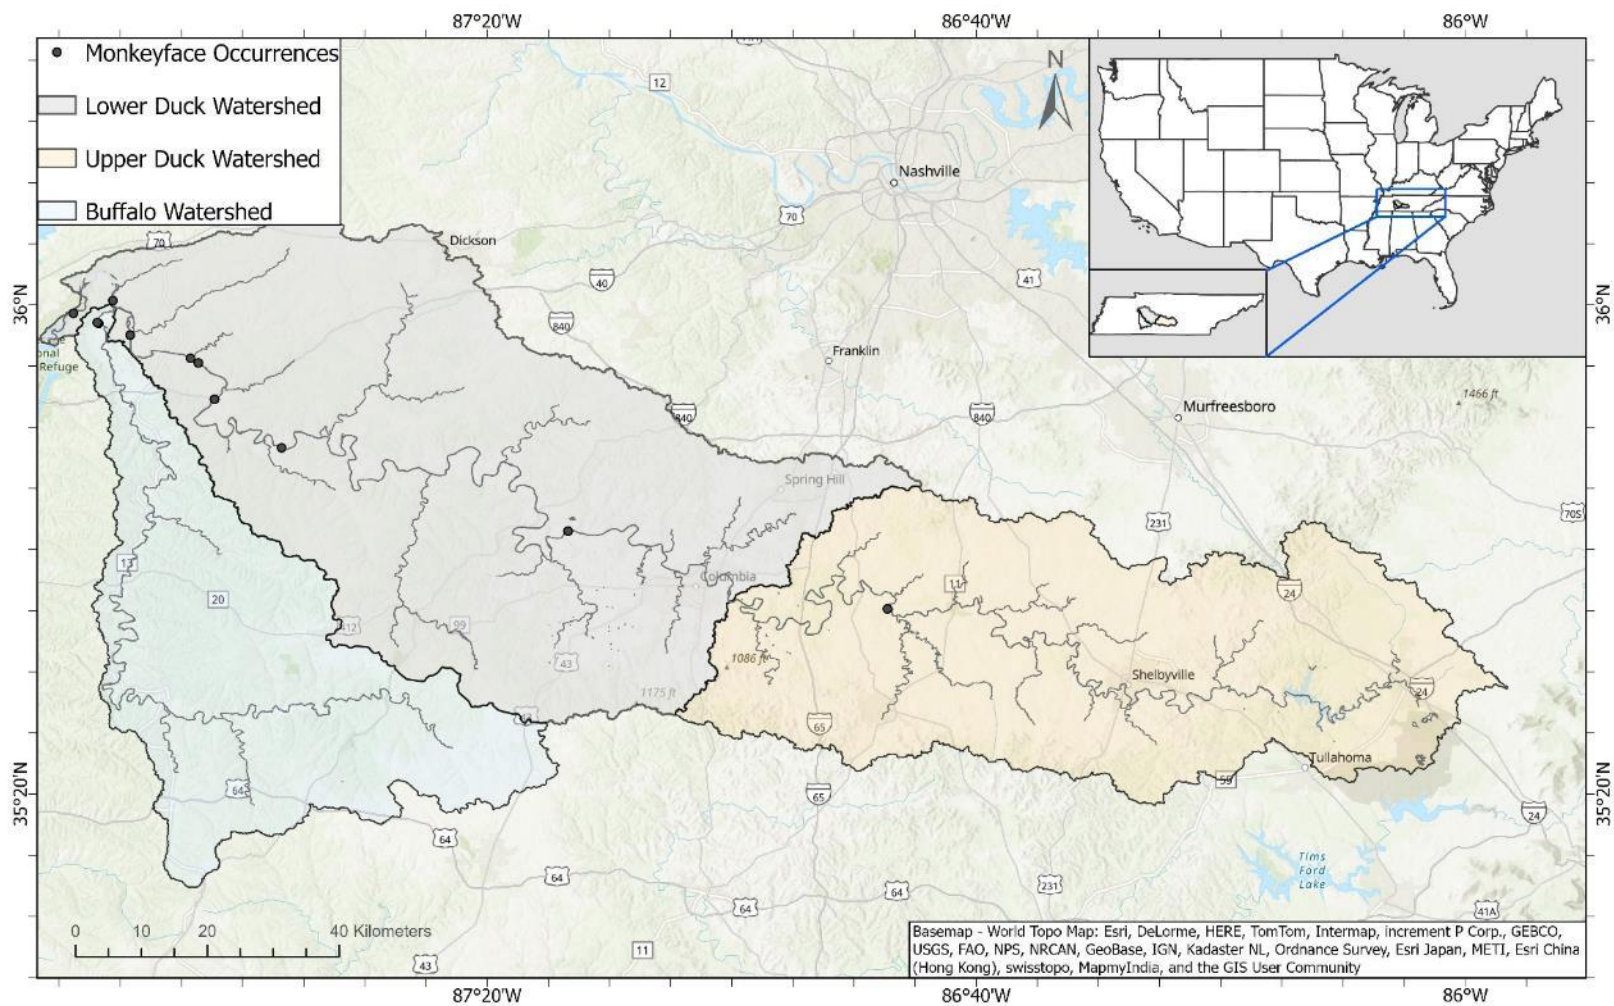 87°20'W 86°40'W 86°W
Monkeyface Occurrences
Lower Duck Watershed
Upper Duck Watershed
Buffalo Watershed
N
12
Nashville
70
70
Dickson
40
41
840
36°N
36°N
Franklin
Refuge
840
840
1466 ft
Murfreesboro
Spring Hill
231
70S
13
Columbia
11
24
20
99
43
1086 ft
Shelbyville
1175 ft
24
65
Tullahoma
64
65
35°20'N
35°20'N
24
64
Tims
Ford
Lake
64
64
231
64
41A
0 10 20 40 Kilometers
11
43
Basemap - World Topo Map: Esri, DeLorme, HERE, TomTom, Intermap, increment P Corp., GEBCO,
USGS, FAO, NPS, NRCAN, GeoBase, IGN, Kadaster NL, Ordnance Survey, Esri Japan, METI, Esri China
(Hong Kong), swisstopo, MapmyIndia, and the GIS User Community
87°20'W 86°40'W 86°W